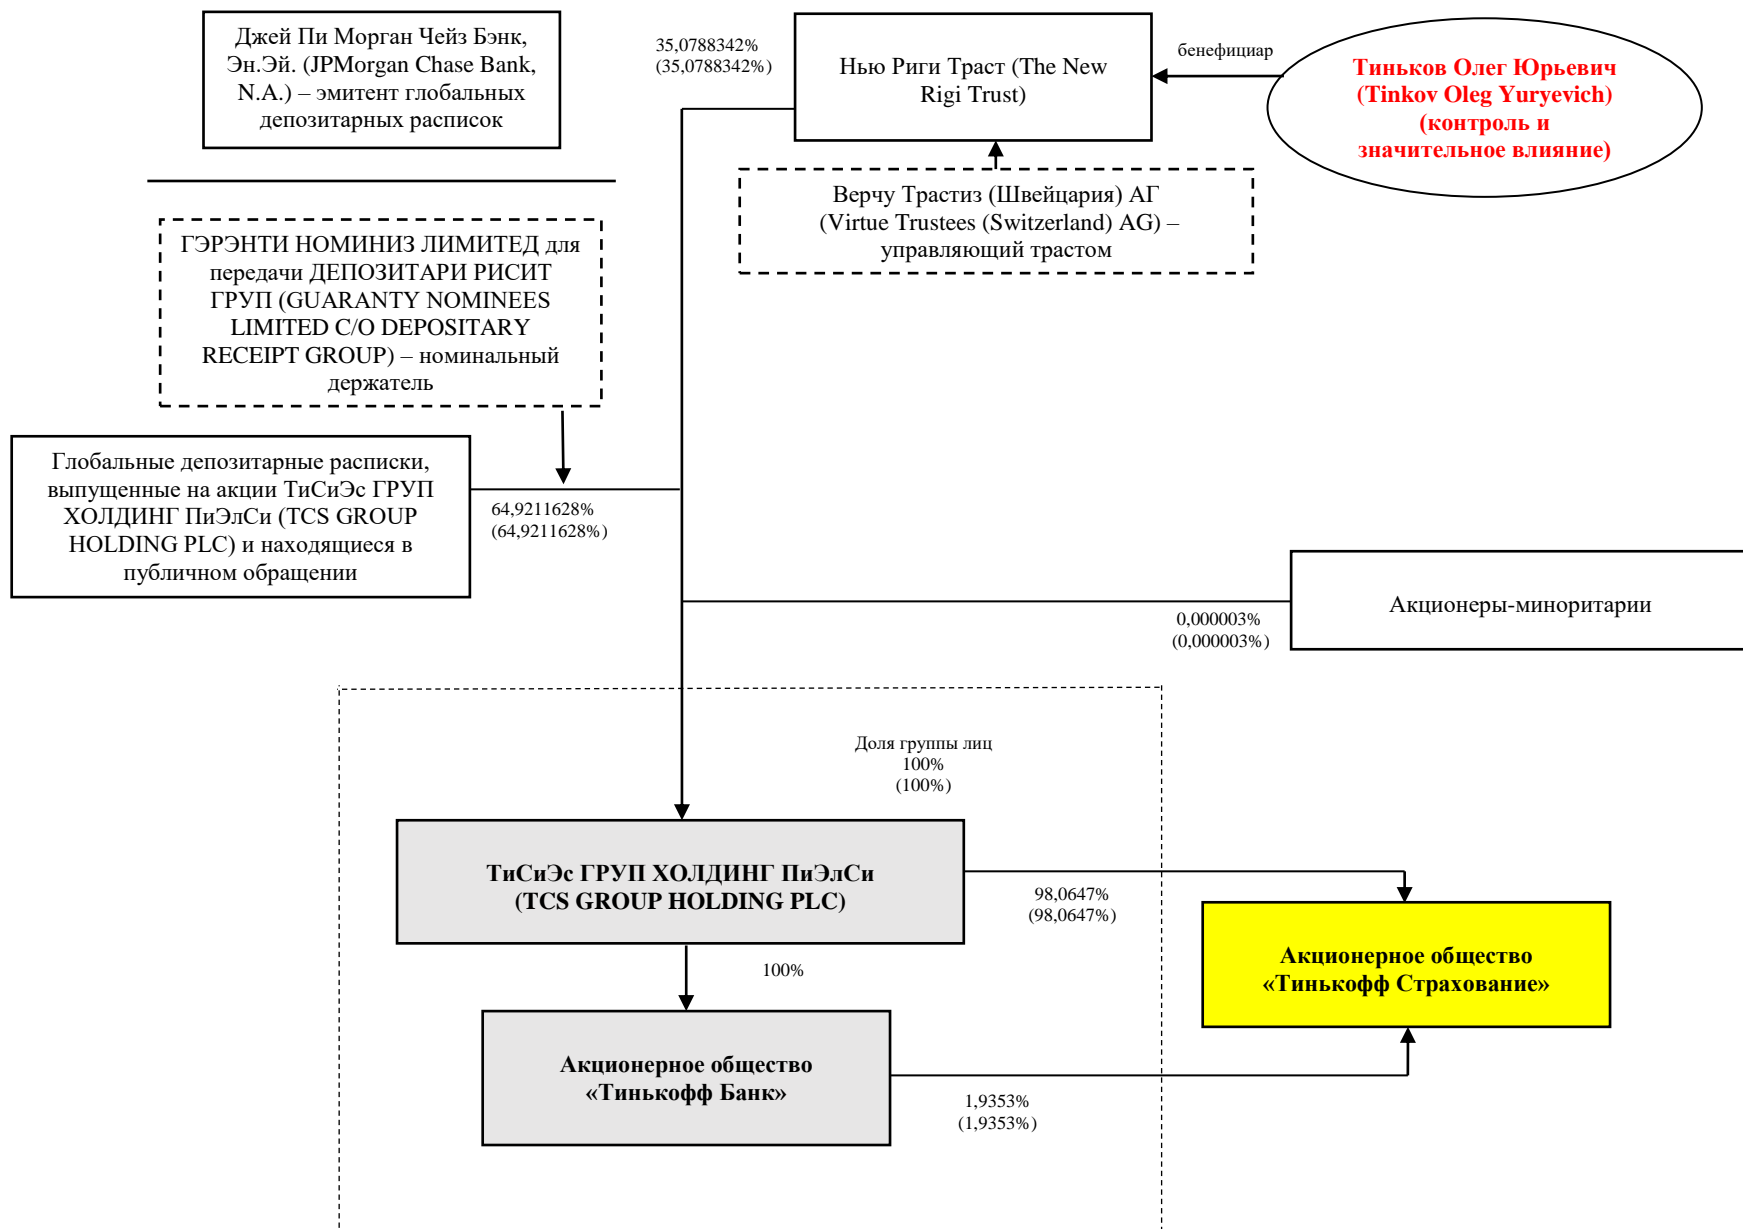 Джей Пи Морган Чейз Бэнк,
Эн.Эй. (JPMorgan Chase Bank,
N.A.) – эмитент глобальных
депозитарных расписок
35,0788342%
(35,0788342%)
Нью Риги Траст (The New
Rigi Trust)
бенефициар
Тиньков Олег Юрьевич
(Tinkov Oleg Yuryevich)
(контроль и
значительное влияние)
Верчу Трастиз (Швейцария) АГ
(Virtue Trustees (Switzerland) AG) –
управляющий трастом
ГЭРЭНТИ НОМИНИЗ ЛИМИТЕД для
передачи ДЕПОЗИТАРИ РИСИТ
ГРУП (GUARANTY NOMINEES
LIMITED C/O DEPOSITARY
RECEIPT GROUP) – номинальный
держатель
Глобальные депозитарные расписки,
выпущенные на акции ТиСиЭс ГРУП
ХОЛДИНГ ПиЭлСи (TCS GROUP
HOLDING PLC) и находящиеся в
публичном обращении
64,9211628%
(64,9211628%)
Акционеры-миноритарии
0,000003%
(0,000003%)
Доля группы лиц
100%
(100%)
ТиСиЭс ГРУП ХОЛДИНГ ПиЭлСи
(TCS GROUP HOLDING PLC)
98,0647%
(98,0647%)
100%
Акционерное общество
«Тинькофф Страхование»
Акционерное общество
«Тинькофф Банк»
1,9353%
(1,9353%)